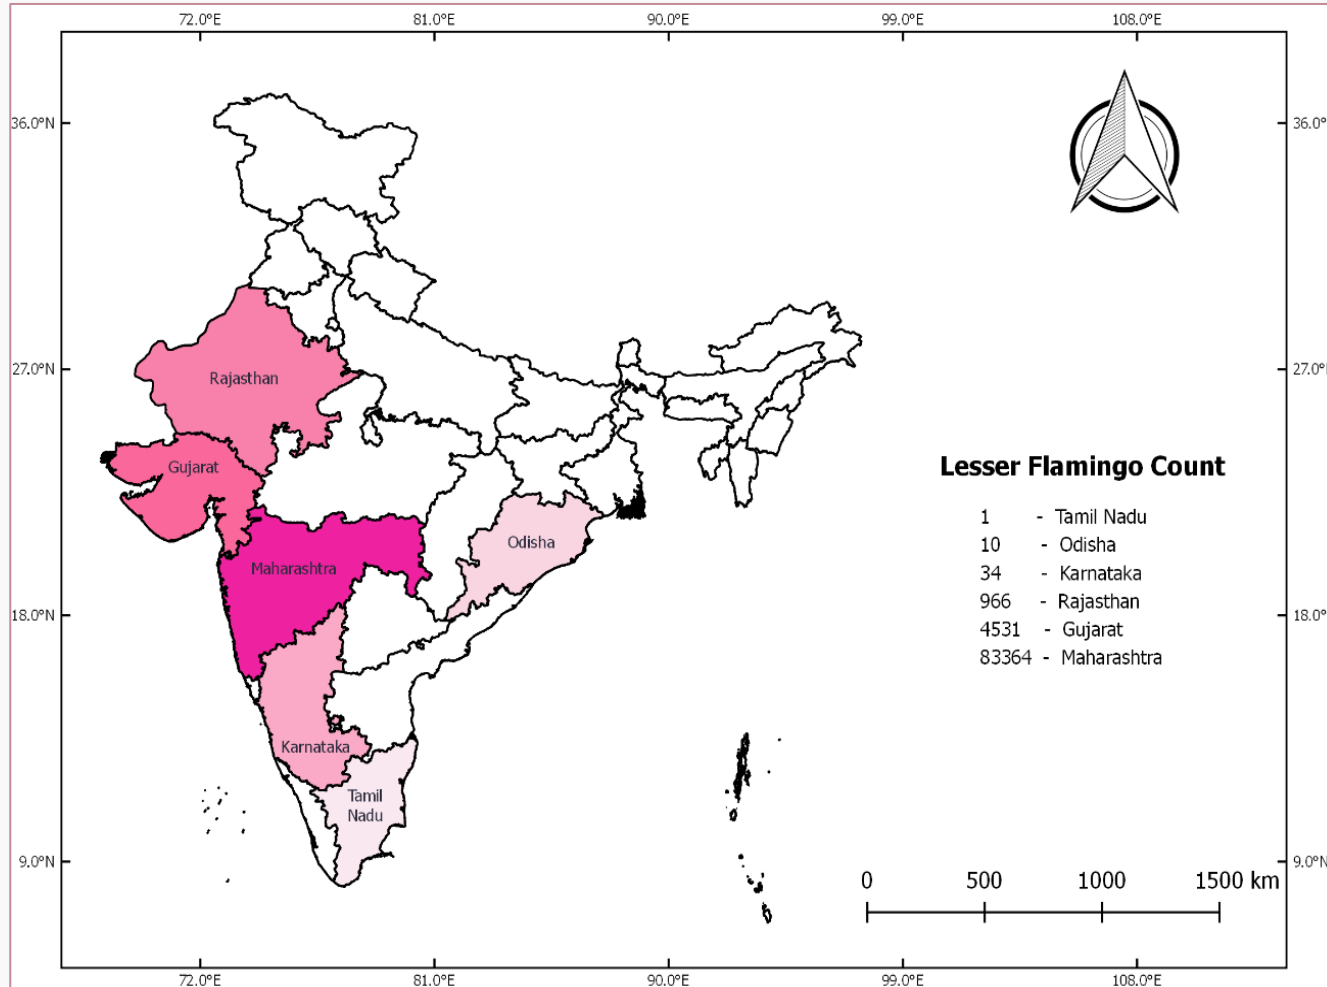 72.0°E 81.0°E 90.0°E 99.0°E 108.0°E
36.0°N 36.0°
27.0°N 27.0°
Rajasthan
Gujarat
Lesser Flamingo Count
1 - Tamil Nadu
10 - Odisha
34 - Karnataka
966 - Rajasthan
4531 - Gujarat
83364 - Maharashtra
Odisha
Maharashtra
18.0°N 18.0°
Karnataka
Tamil
Nadu
9.0°N 9.0°
0 500 1000 1500 km
72.0°E 81.0°E 90.0°E 99.0°E 108.0°E